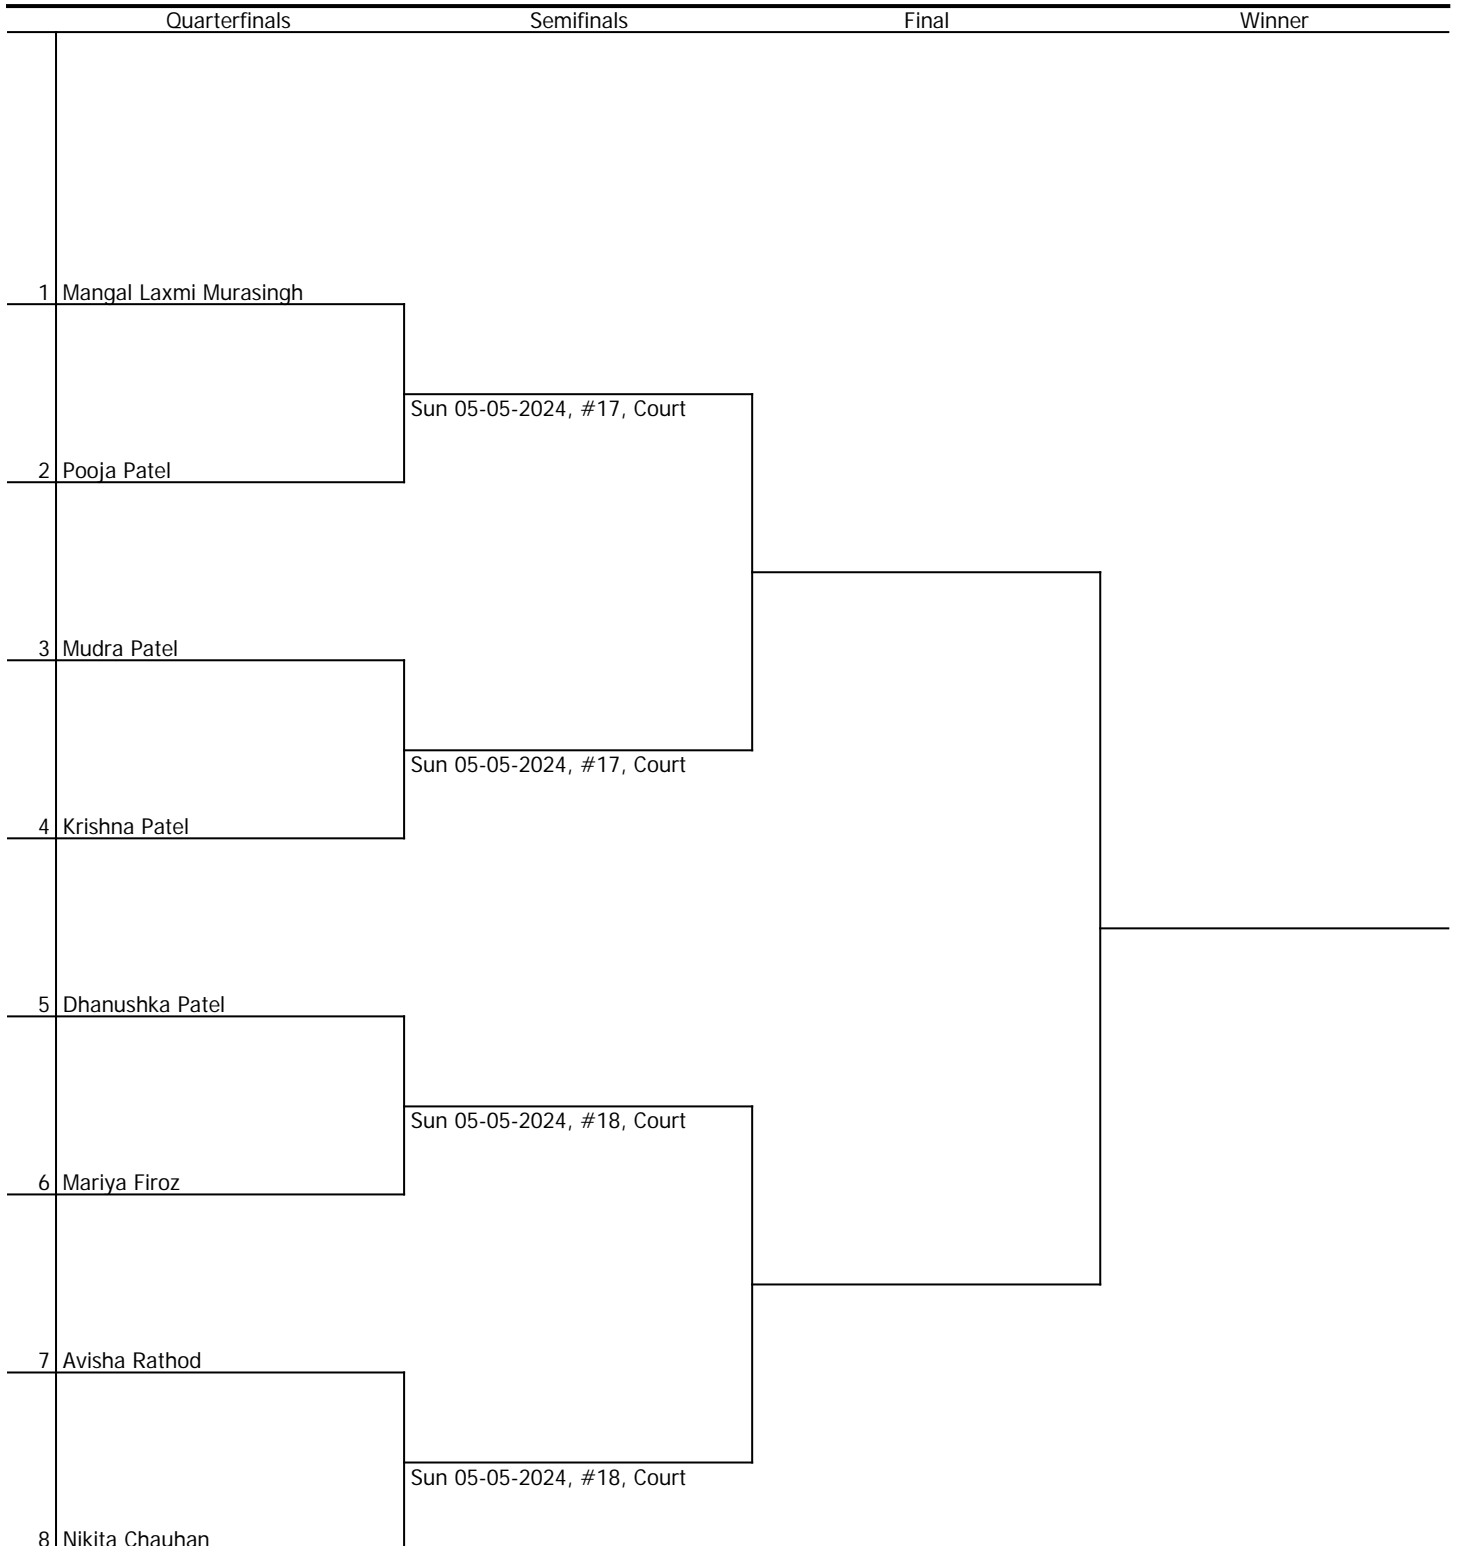 Quarterfinals Semifinals Final Winner
1 Mangal Laxmi Murasingh
Sun 05-05-2024, #17, Court
2 Pooja Patel
3 Mudra Patel
Sun 05-05-2024, #17, Court
4 Krishna Patel
5 Dhanushka Patel
Sun 05-05-2024, #18, Court
6 Mariya Firoz
7 Avisha Rathod
Sun 05-05-2024, #18, Court
8 Nikita Chauhan